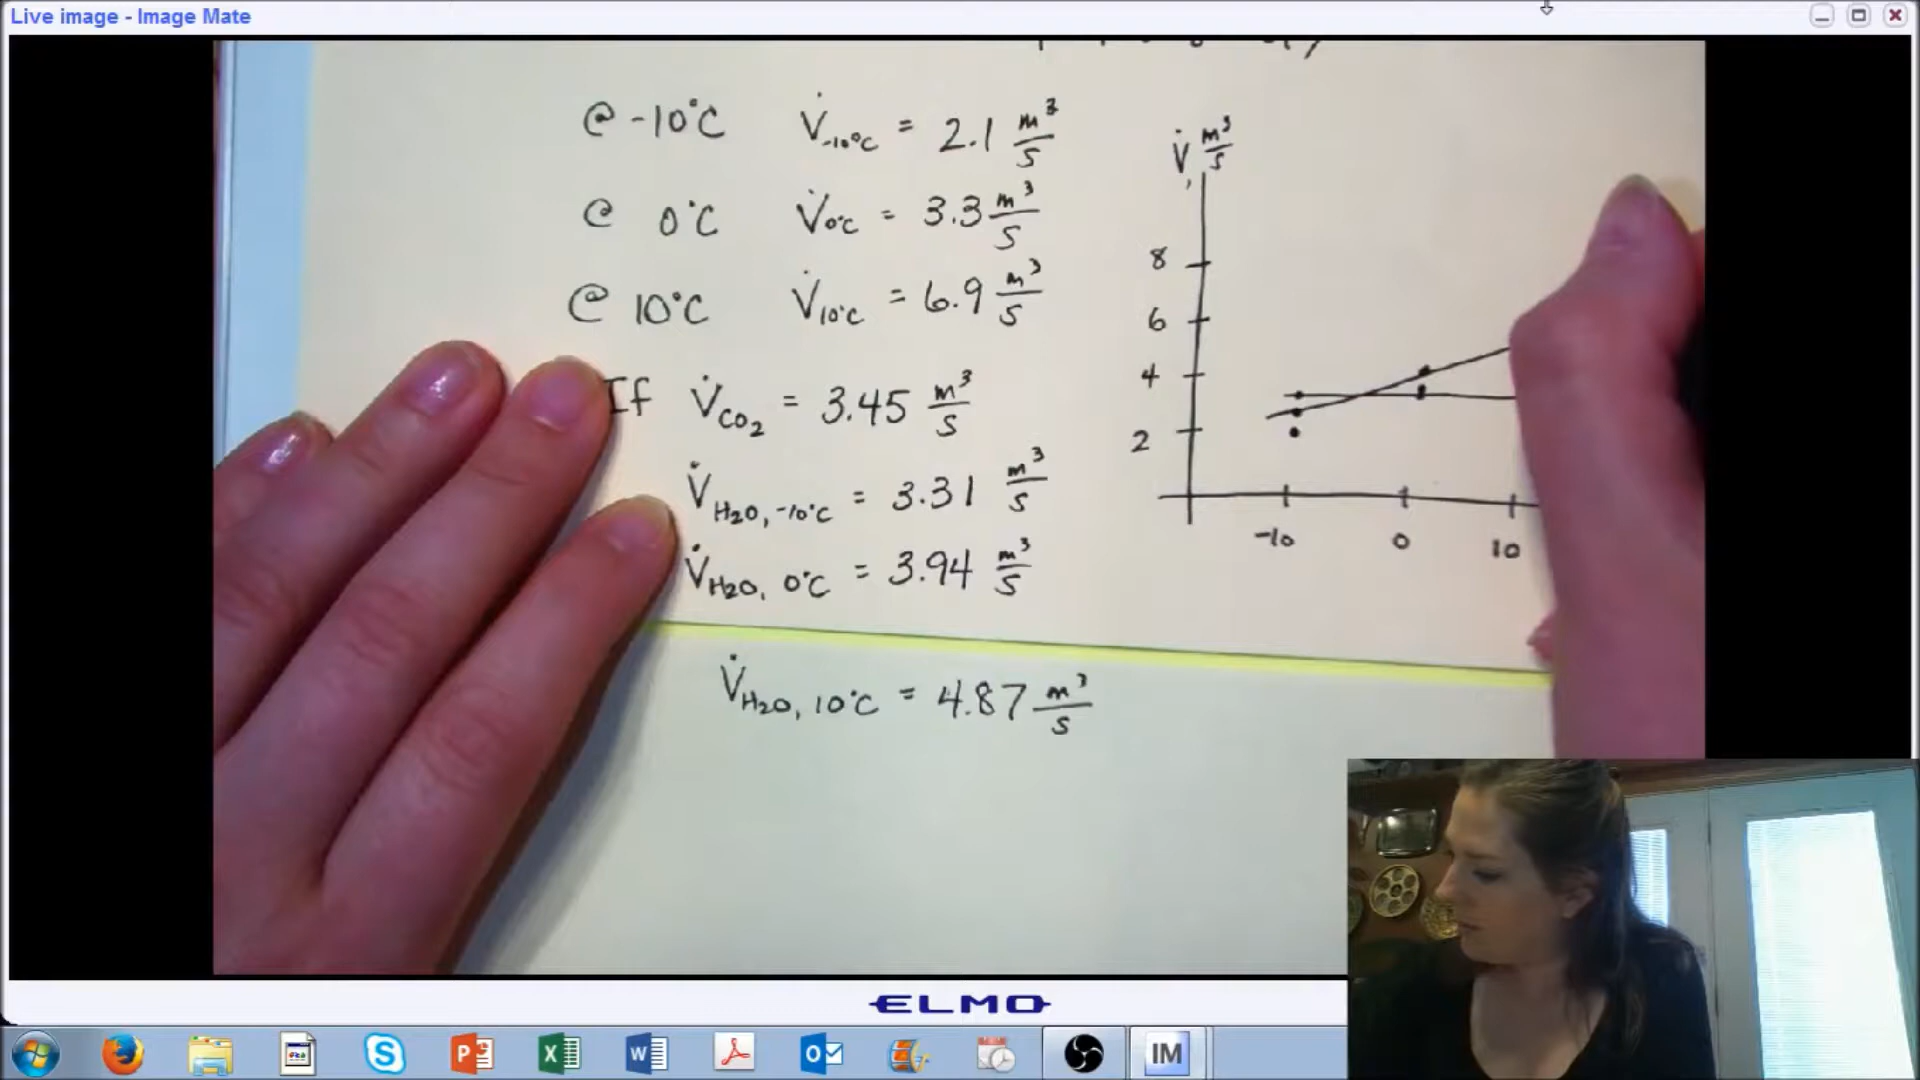 Live image - Image Mate
@ -10°C V̇-10°C = 2.1 m³/s
@ 0°C V̇0°C = 3.3 m³/s
@ 10°C V̇10°C = 6.9 m³/s
If V̇CO2 = 3.45 m³/s
V̇H2O, -10°C = 3.31 m³/s
V̇H2O, 0°C = 3.94 m³/s
V̇H2O, 10°C = 4.87 m³/s
V̇, m³/s
8
6
4
2
-10 0 10
ELMO
IM